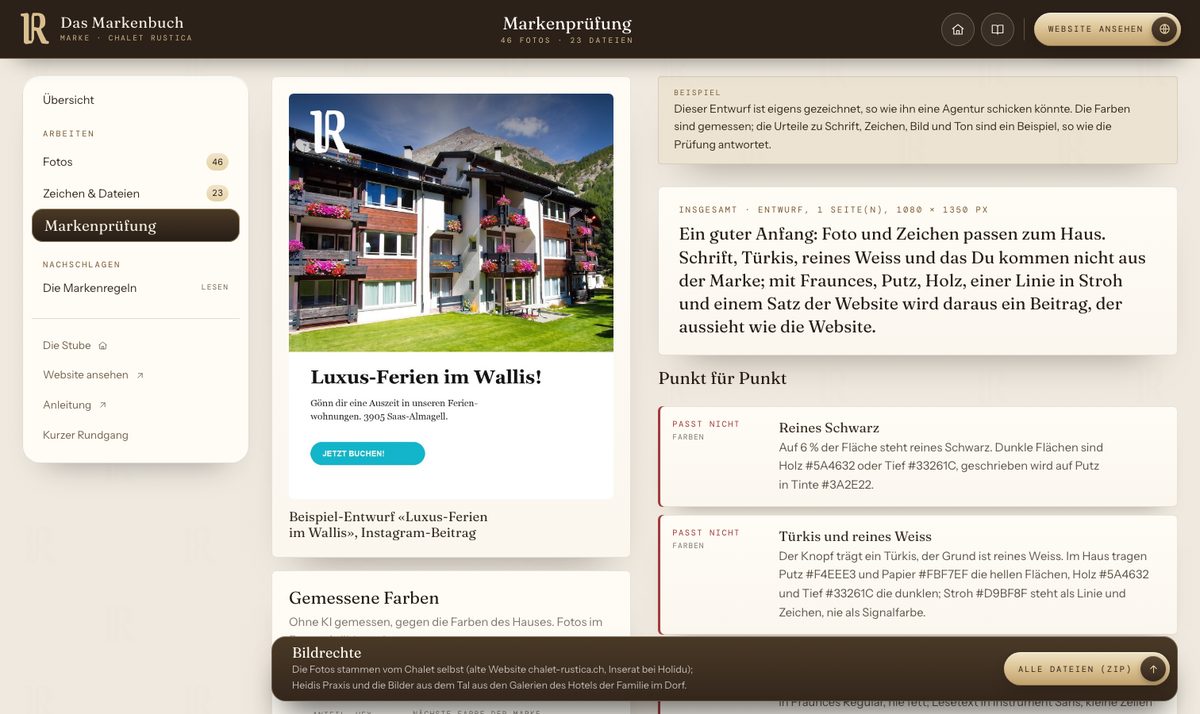 Das Markenbuch
MARKE · CHALET RUSTICA
Markenprüfung
46 FOTOS · 23 DATEIEN
WEBSITE ANSEHEN
Übersicht
ARBEITEN
Fotos 46
Zeichen & Dateien 23
Markenprüfung
NACHSCHLAGEN
Die Markenregeln LESEN
Die Stube
Website ansehen
Anleitung
Kurzer Rundgang
Luxus-Ferien im Wallis!
Gönn dir eine Auszeit in unseren Ferien-
wohnungen. 3905 Saas-Almagell.
JETZT BUCHEN!
Beispiel-Entwurf «Luxus-Ferien
im Wallis», Instagram-Beitrag
Gemessene Farben
Ohne KI gemessen, gegen die Farben des Hauses. Fotos im
BEISPIEL
Dieser Entwurf ist eigens gezeichnet, so wie ihn eine Agentur schicken könnte. Die Farben
sind gemessen; die Urteile zu Schrift, Zeichen, Bild und Ton sind ein Beispiel, so wie die
Prüfung antwortet.
INSGESAMT · ENTWURF, 1 SEITE(N), 1080 × 1350 PX
Ein guter Anfang: Foto und Zeichen passen zum Haus.
Schrift, Türkis, reines Weiss und das Du kommen nicht aus
der Marke; mit Fraunces, Putz, Holz, einer Linie in Stroh
und einem Satz der Website wird daraus ein Beitrag, der
aussieht wie die Website.
Punkt für Punkt
PASST NICHT
FARBEN
Reines Schwarz
Auf 6 % der Fläche steht reines Schwarz. Dunkle Flächen sind
Holz #5A4632 oder Tief #33261C, geschrieben wird auf Putz
in Tinte #3A2E22.
PASST NICHT
FARBEN
Türkis und reines Weiss
Der Knopf trägt ein Türkis, der Grund ist reines Weiss. Im Haus tragen
Putz #F4EEE3 und Papier #FBF7EF die hellen Flächen, Holz #5A4632
und Tief #33261C die dunklen; Stroh #D9BF8F steht als Linie und
Zeichen, nie als Signalfarbe.
Bildrechte
Die Fotos stammen vom Chalet selbst (alte Website chalet-rustica.ch, Inserat bei Holidu);
Heidis Praxis und die Bilder aus dem Tal aus den Galerien des Hotels der Familie im Dorf.
ALLE DATEIEN (ZIP)
in Fraunces Regular, nie fett; Lesetext in Instrument Sans, kleine Zeilen